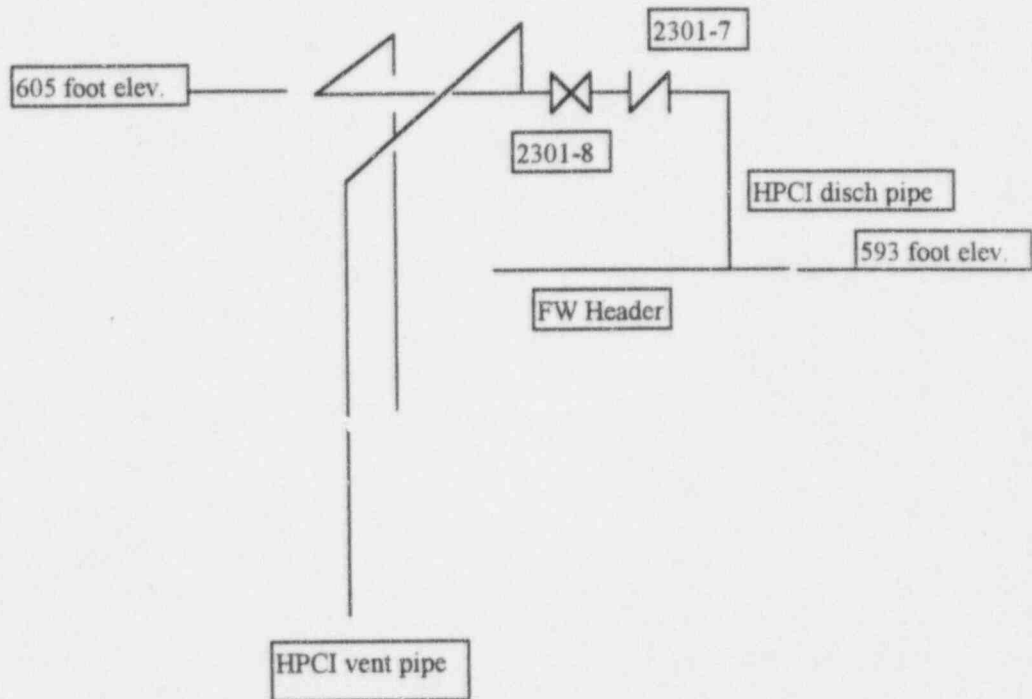 2301-7
605 foot elev.
2301-8
HPCI disch pipe
593 foot elev.
FW Header
HPCI vent pipe